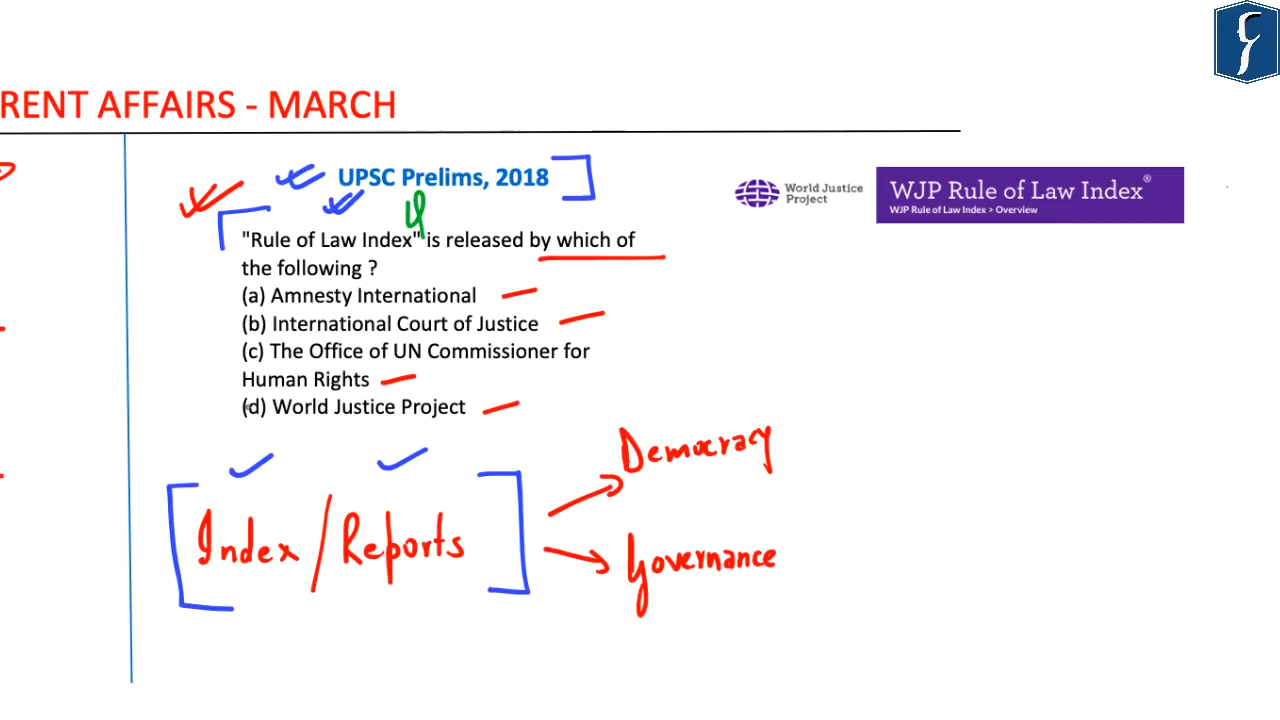 RENT AFFAIRS - MARCH
UPSC Prelims, 2018
World Justice
Project
WJP Rule of Law Index®
WJP Rule of Law Index > Overview
"Rule of Law Index" is released by which of
the following ?
(a) Amnesty International
(b) International Court of Justice
(c) The Office of UN Commissioner for
Human Rights
(d) World Justice Project
Index / Reports
Democracy
Governance